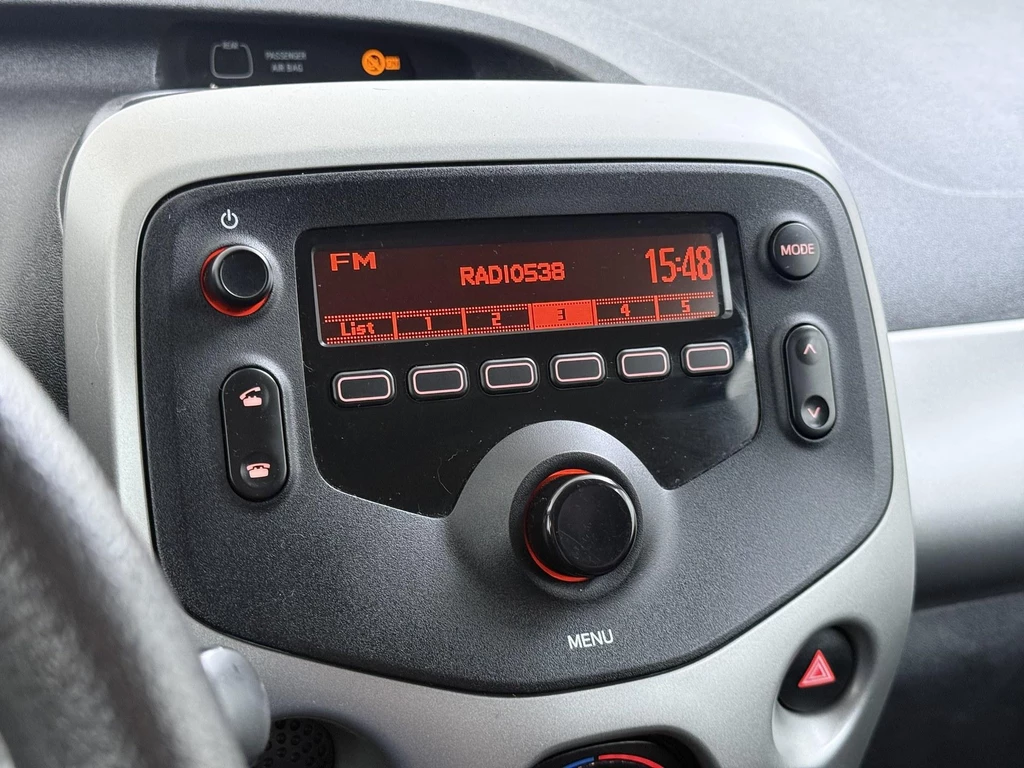 PASSENGER
AIR BAG
FM
RADIO538
15:48
MODE
List 1 2 3 4 5
MENU